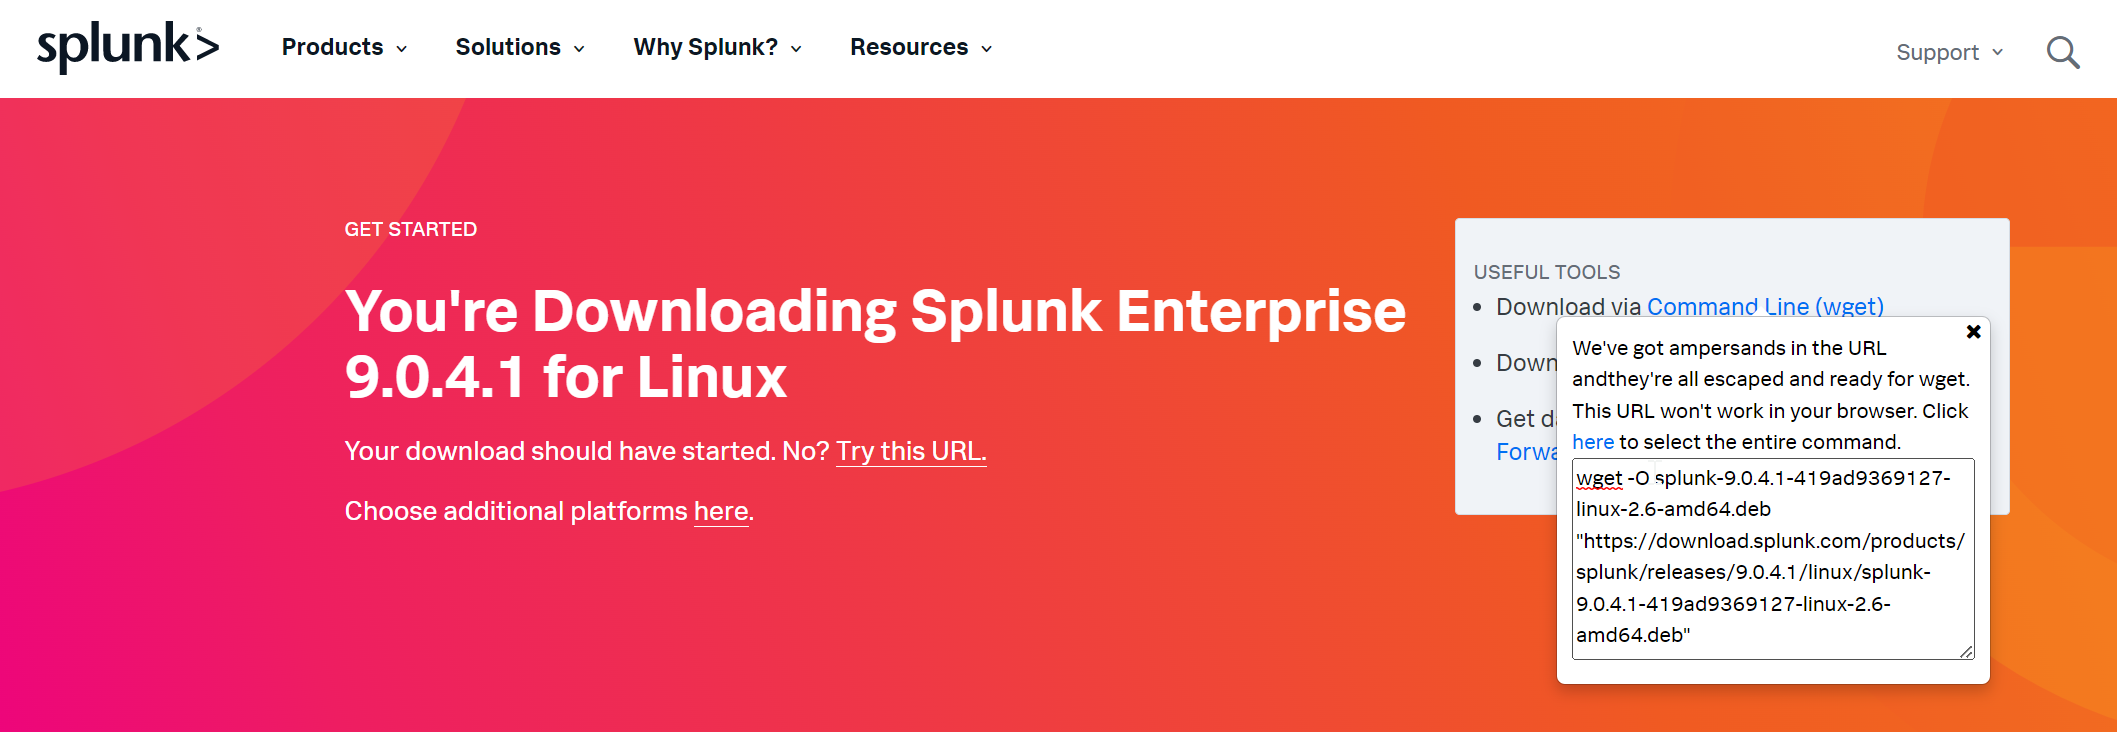 splunk>
Products
Solutions
Why Splunk?
Resources
Support
GET STARTED
You're Downloading Splunk Enterprise
9.0.4.1 for Linux
Your download should have started. No? Try this URL.
Choose additional platforms here.
USEFUL TOOLS
Download via Command Line (wget)
Down
Get da
Forwa
We've got ampersands in the URL
andthey're all escaped and ready for wget.
This URL won't work in your browser. Click
here to select the entire command.
wget -O splunk-9.0.4.1-419ad9369127-
linux-2.6-amd64.deb
"https://download.splunk.com/products/
splunk/releases/9.0.4.1/linux/splunk-
9.0.4.1-419ad9369127-linux-2.6-
amd64.deb"